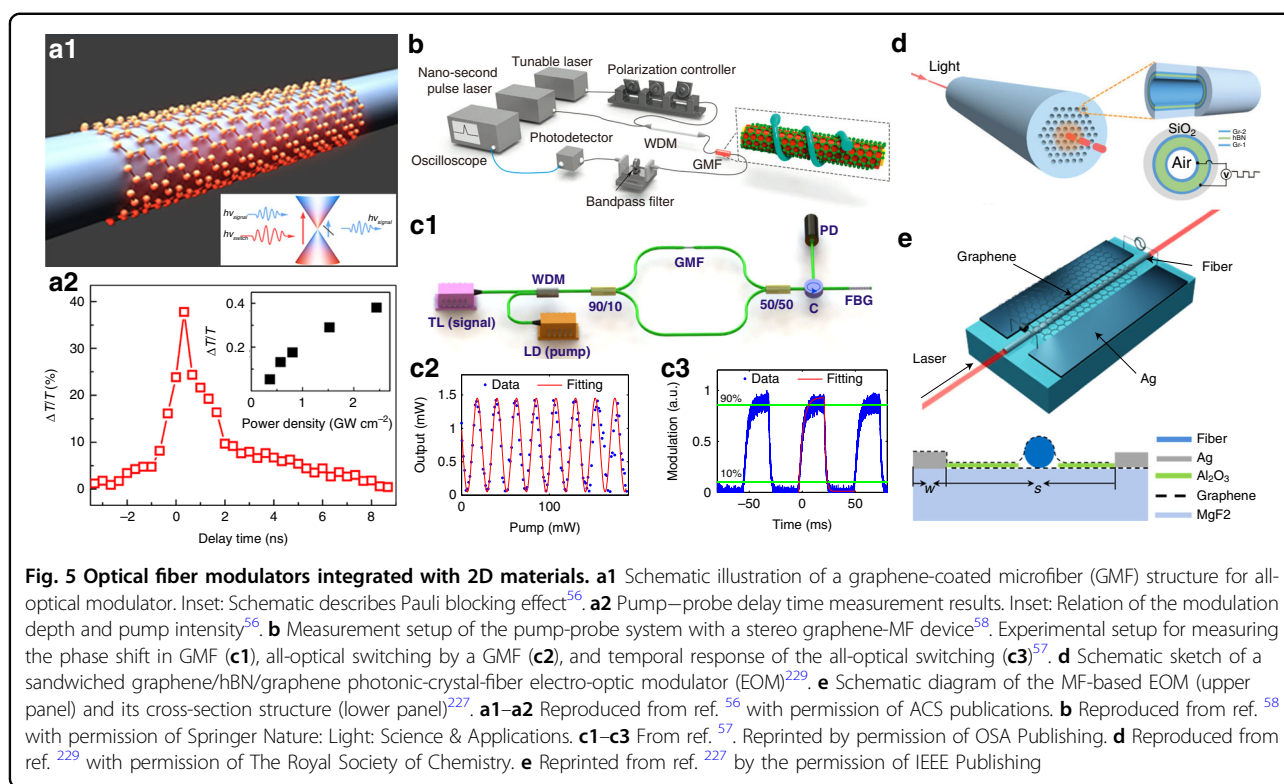 a1
hνsignal
hνswitch
hνsignal
a2
ΔT/T (%)
40
30
20
10
0
−2
0
2
4
6
8
Delay time (ns)
ΔT/T
0.4
0.2
0
1
2
Power density (GW cm−2)
b
Tunable laser
Nano-second
pulse laser
Polarization controller
Photodetector
Oscilloscope
WDM
GMF
Bandpass filter
c1
PD
GMF
WDM
90/10
50/50
C
FBG
TL (signal)
LD (pump)
c2
Data
Fitting
Output (mW)
1.5
1.0
0.5
0
0
100
Pump
mW
c3
Data
Fitting
Modulation (a.u.)
1
0.5
0
90%
10%
−50
0
50
Time (ms)
d
Light
SiO2
Air
Gr-2
hBN
Gr-1
V
e
Graphene
Fiber
Laser
Ag
w
s
Fiber
Ag
Al2O3
Graphene
MgF2
Fig. 5 Optical fiber modulators integrated with 2D materials. a1 Schematic illustration of a graphene-coated microfiber (GMF) structure for all-
optical modulator. Inset: Schematic describes Pauli blocking effect56. a2 Pump−probe delay time measurement results. Inset: Relation of the modulation
depth and pump intensity56. b Measurement setup of the pump-probe system with a stereo graphene-MF device58. Experimental setup for measuring
the phase shift in GMF (c1), all-optical switching by a GMF (c2), and temporal response of the all-optical switching (c3)57. d Schematic sketch of a
sandwiched graphene/hBN/graphene photonic-crystal-fiber electro-optic modulator (EOM)229. e Schematic diagram of the MF-based EOM (upper
panel) and its cross-section structure (lower panel)227. a1–a2 Reproduced from ref. 56 with permission of ACS publications. b Reproduced from ref. 58
with permission of Springer Nature: Light: Science & Applications. c1–c3 From ref. 57. Reprinted by permission of OSA Publishing. d Reproduced from
ref. 229 with permission of The Royal Society of Chemistry. e Reprinted from ref. 227 by the permission of IEEE Publishing